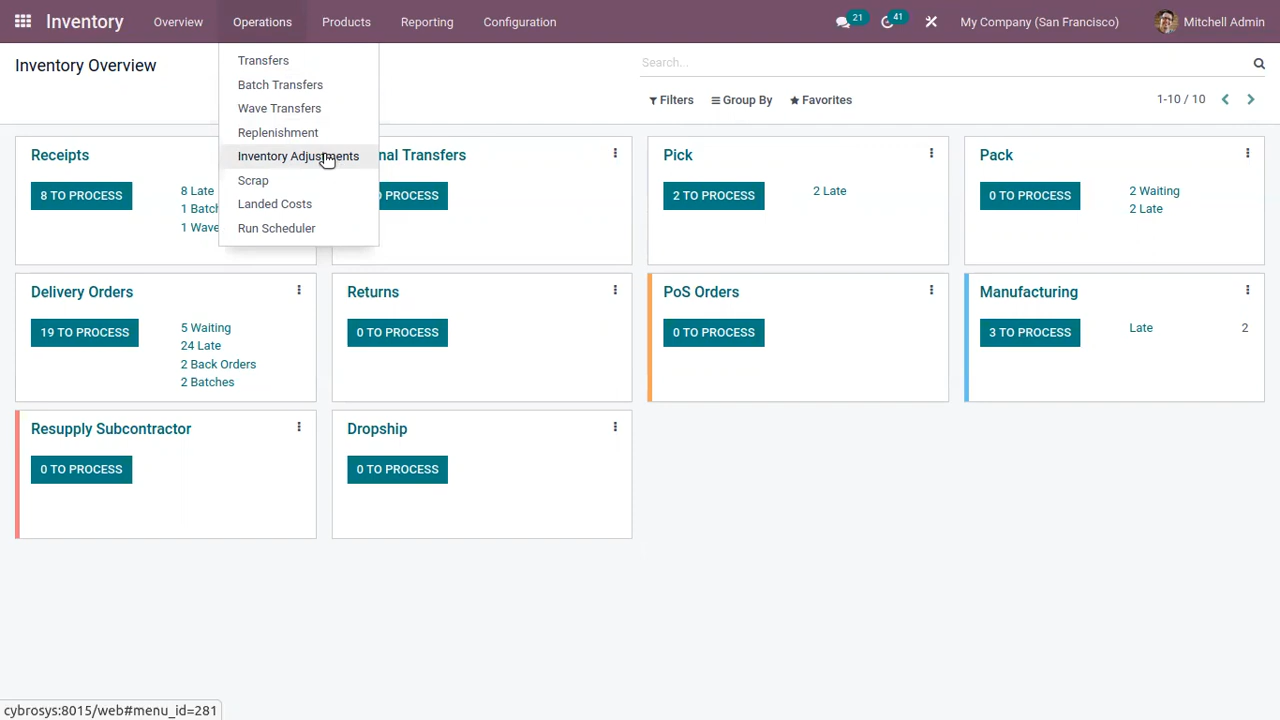 Inventory Overview Operations Products Reporting Configuration 21 41 My Company (San Francisco) Mitchell Admin
Inventory Overview
Search...
Filters Group By Favorites 1-10 / 10
Transfers
Batch Transfers
Wave Transfers
Replenishment
Inventory Adjustments
Scrap
Landed Costs
Run Scheduler
Receipts
8 TO PROCESS
8 Late
1 Batch
1 Wave
nal Transfers
0 TO PROCESS
Pick
2 TO PROCESS
2 Late
Pack
0 TO PROCESS
2 Waiting
2 Late
Delivery Orders
19 TO PROCESS
5 Waiting
24 Late
2 Back Orders
2 Batches
Returns
0 TO PROCESS
PoS Orders
0 TO PROCESS
Manufacturing
3 TO PROCESS
Late 2
Resupply Subcontractor
0 TO PROCESS
Dropship
0 TO PROCESS
cybrosys:8015/web#menu_id=281